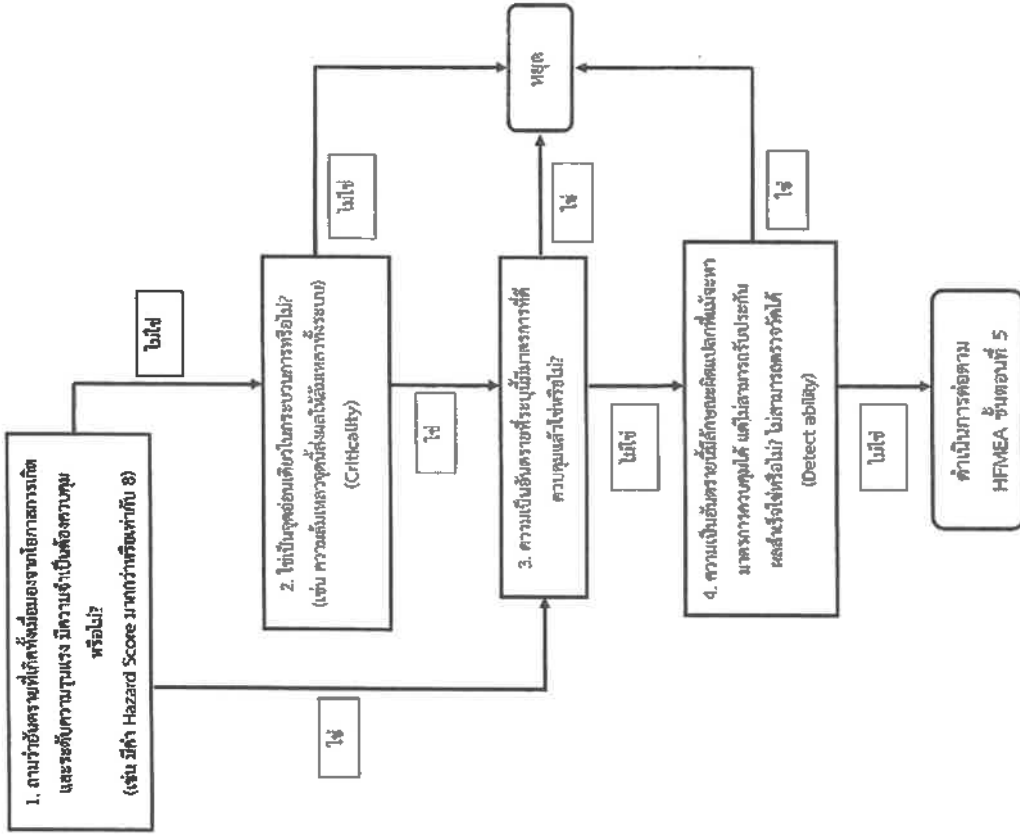 1. ถามว่าอันตรายที่เกิดทั้งเมื่อมองจากโอกาสการเกิด
และระดับความรุนแรง มีความจำเป็นต้องควบคุม
หรือไม่?
(เช่น มีค่า Hazard Score มากกว่าหรือเท่ากับ 8)
ไม่ใช่
ใช่
2. ใช่เป็นจุดอ่อนเดียวในกระบวนการหรือไม่?
(เช่น ความล้มเหลวจุดนี้ส่งผลให้ล้มเหลวทั้งระบบ)
(Criticality)
ไม่ใช่
ใช่
3. ความเป็นอันตรายที่ระบุนี้มีมาตรการที่ดี
ควบคุมแล้วใช่หรือไม่?
ใช่
ไม่ใช่
หยุด
4. ความเป็นอันตรายนี้มีลักษณะผิดแปลกที่แม้จะหา
มาตรการควบคุมได้ แต่ไม่สามารถรับประกัน
ผลสำเร็จใช่หรือไม่? ไม่สามารถตรวจวัดได้
(Detect ability)
ใช่
ไม่ใช่
ดำเนินการต่อตาม
HFMEA ขั้นตอนที่ 5